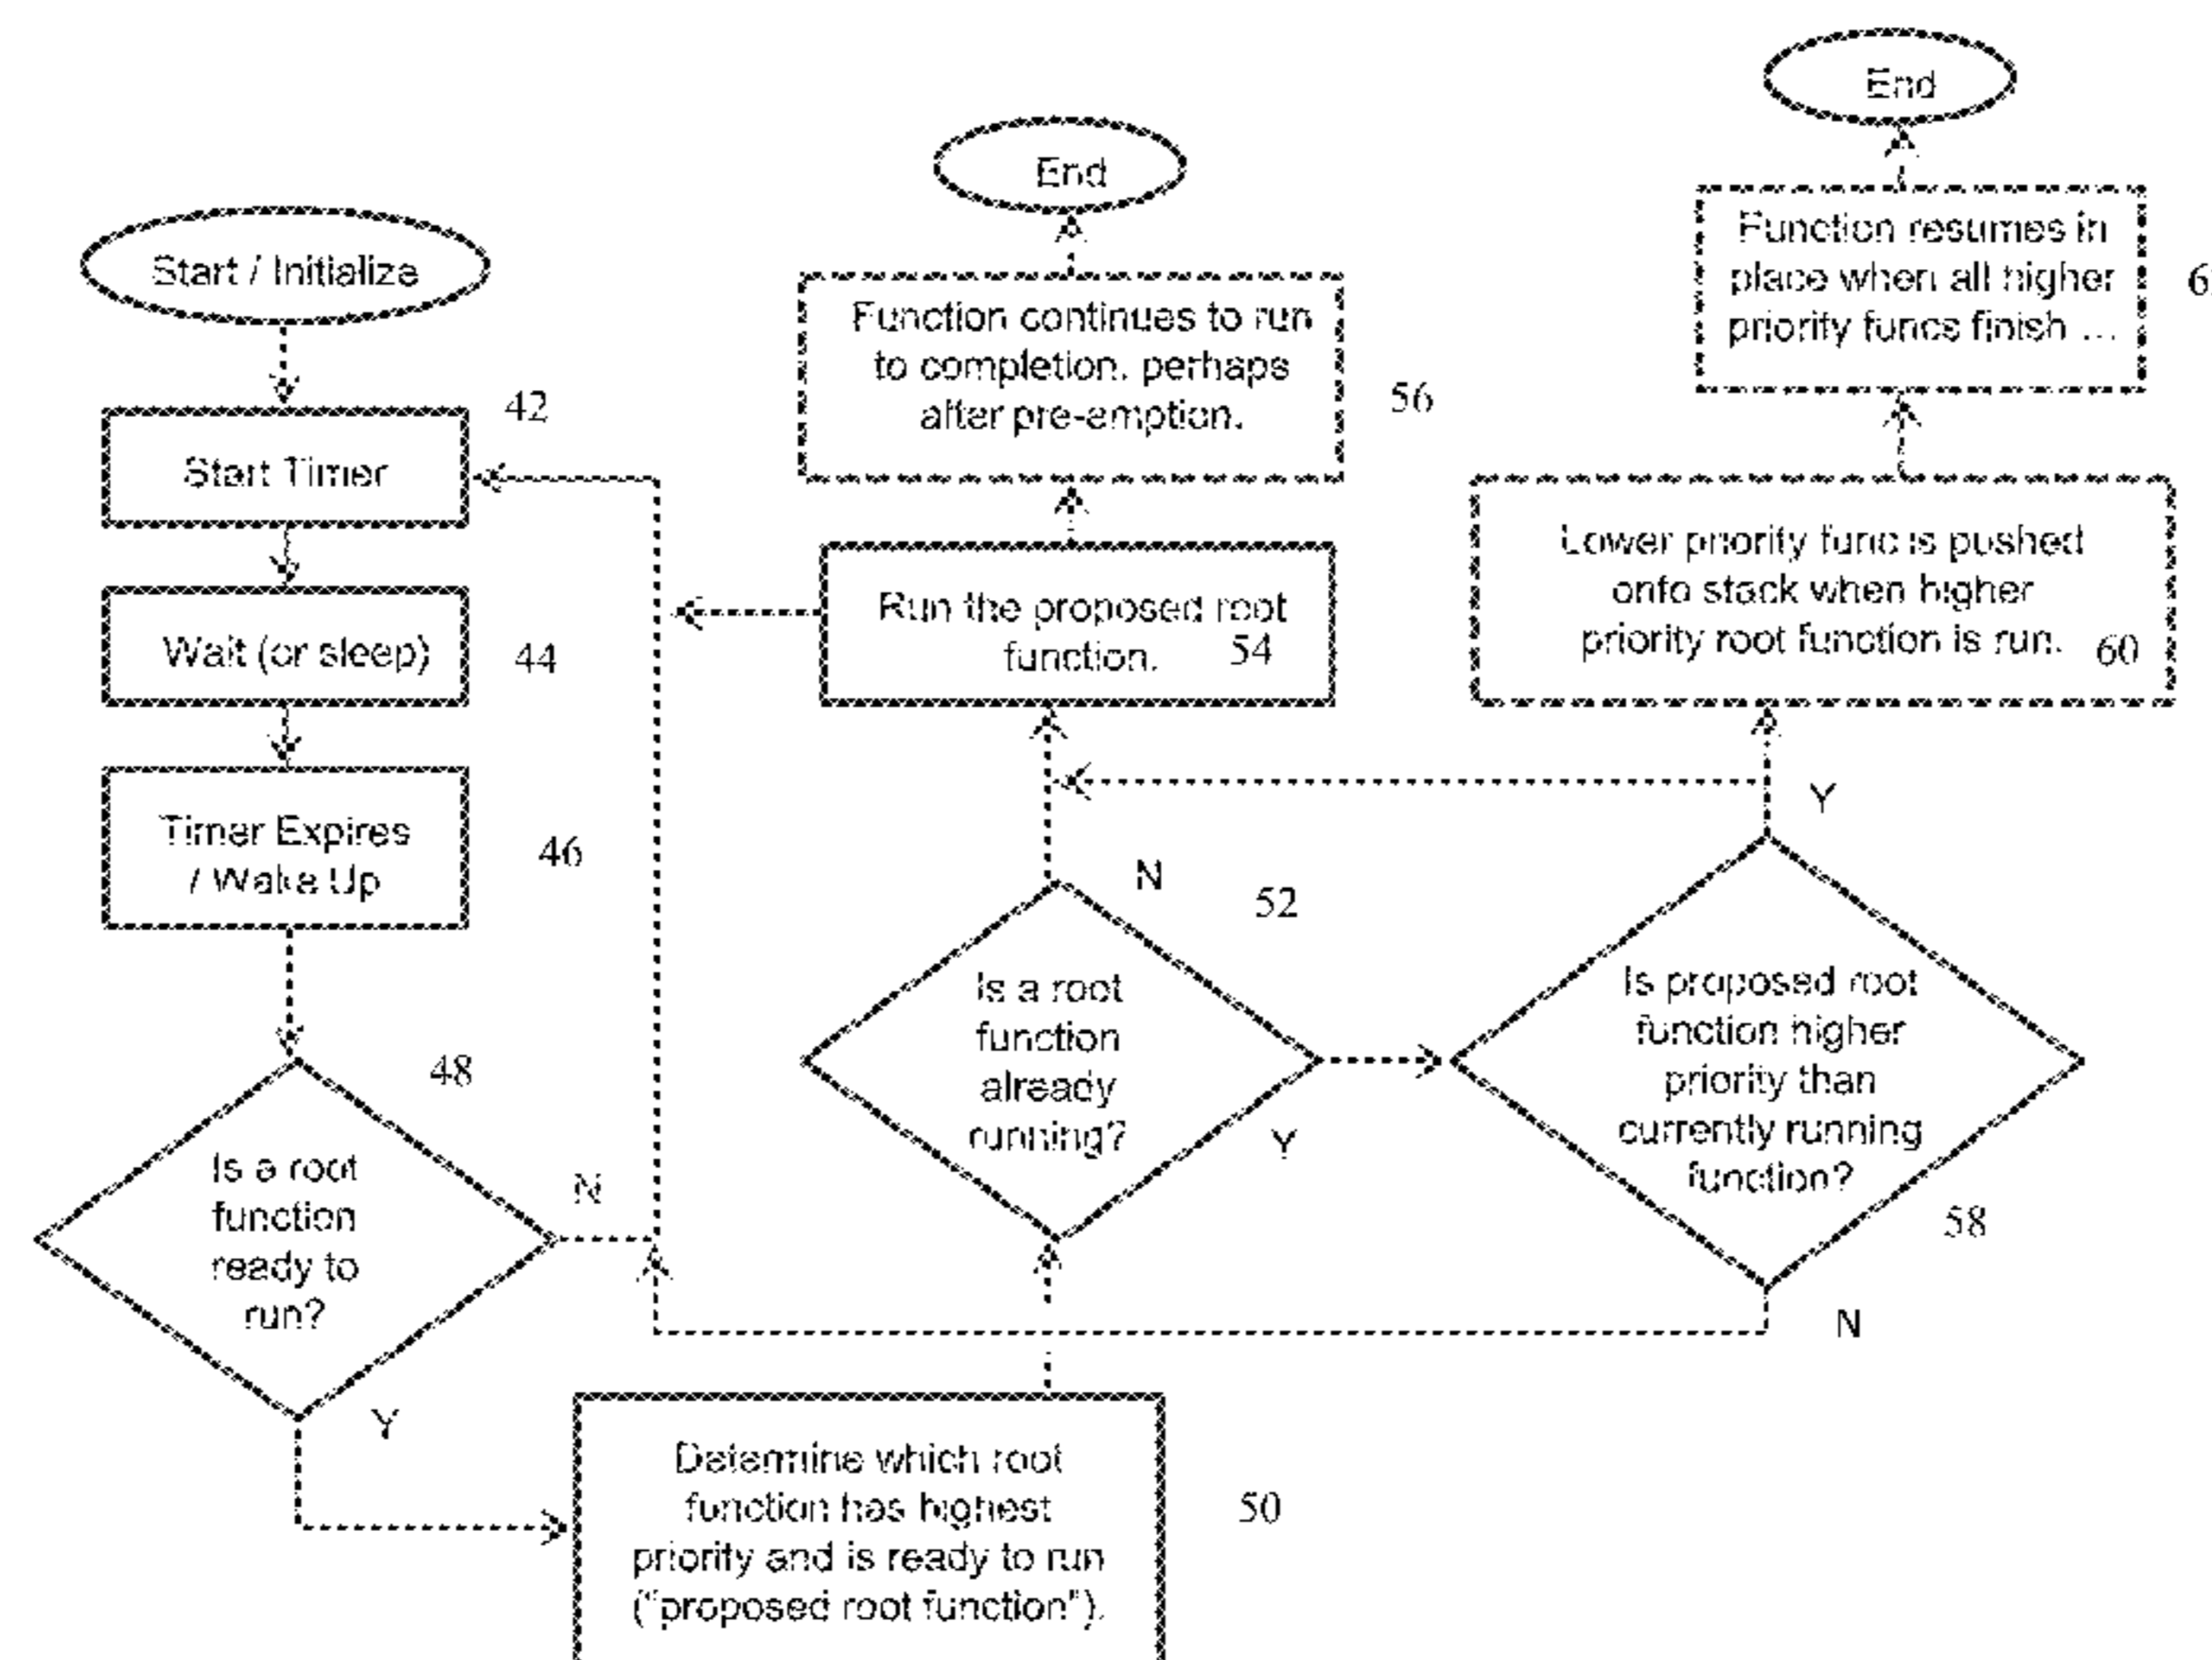 Start / Initialize
42
Start Timer
Wait (or sleep)
44
Timer Expires
/ Wake Up
46
48
Is a root
function
ready to
run?
N
Y
Determine which root
function has highest
priority and is ready to run
("proposed root function").
50
Is a root
function
already
running?
52
N
Y
Run the proposed root
function.
54
Function continues to run
to completion, perhaps
after pre-emption.
56
End
Is proposed root
function higher
priority than
currently running
function?
58
Y
N
Lower priority func is pushed
onto stack when higher
priority root function is run.
60
Function resumes in
place when all higher
priority funcs finish ...
End